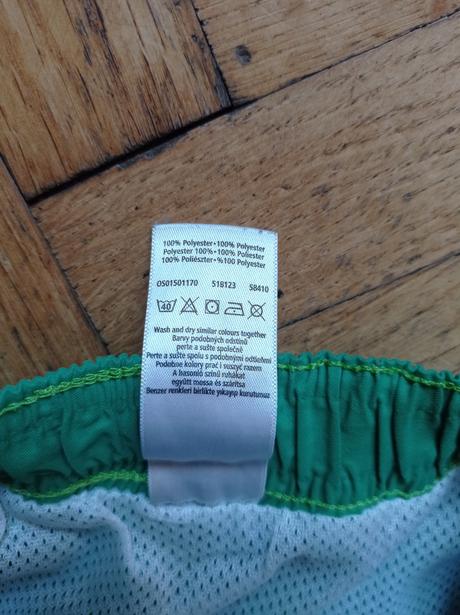 100% Polyester • 100% Polyester
Polyester 100% • 100% Poliester
100% Poliészter • %100 Polyester
OS01501170 518123 58410
40
Wash and dry similar colours together
Barvy podobných odstínů
perte a sušte společně
Perte a sušte spolu s podobnými odtieňmi
Podobne kolory prać i suszyć razem
A hasonló színű ruhákat
együtt mossa és szárítsa
Benzer renkleri birlikte yıkayıp kurutunuz